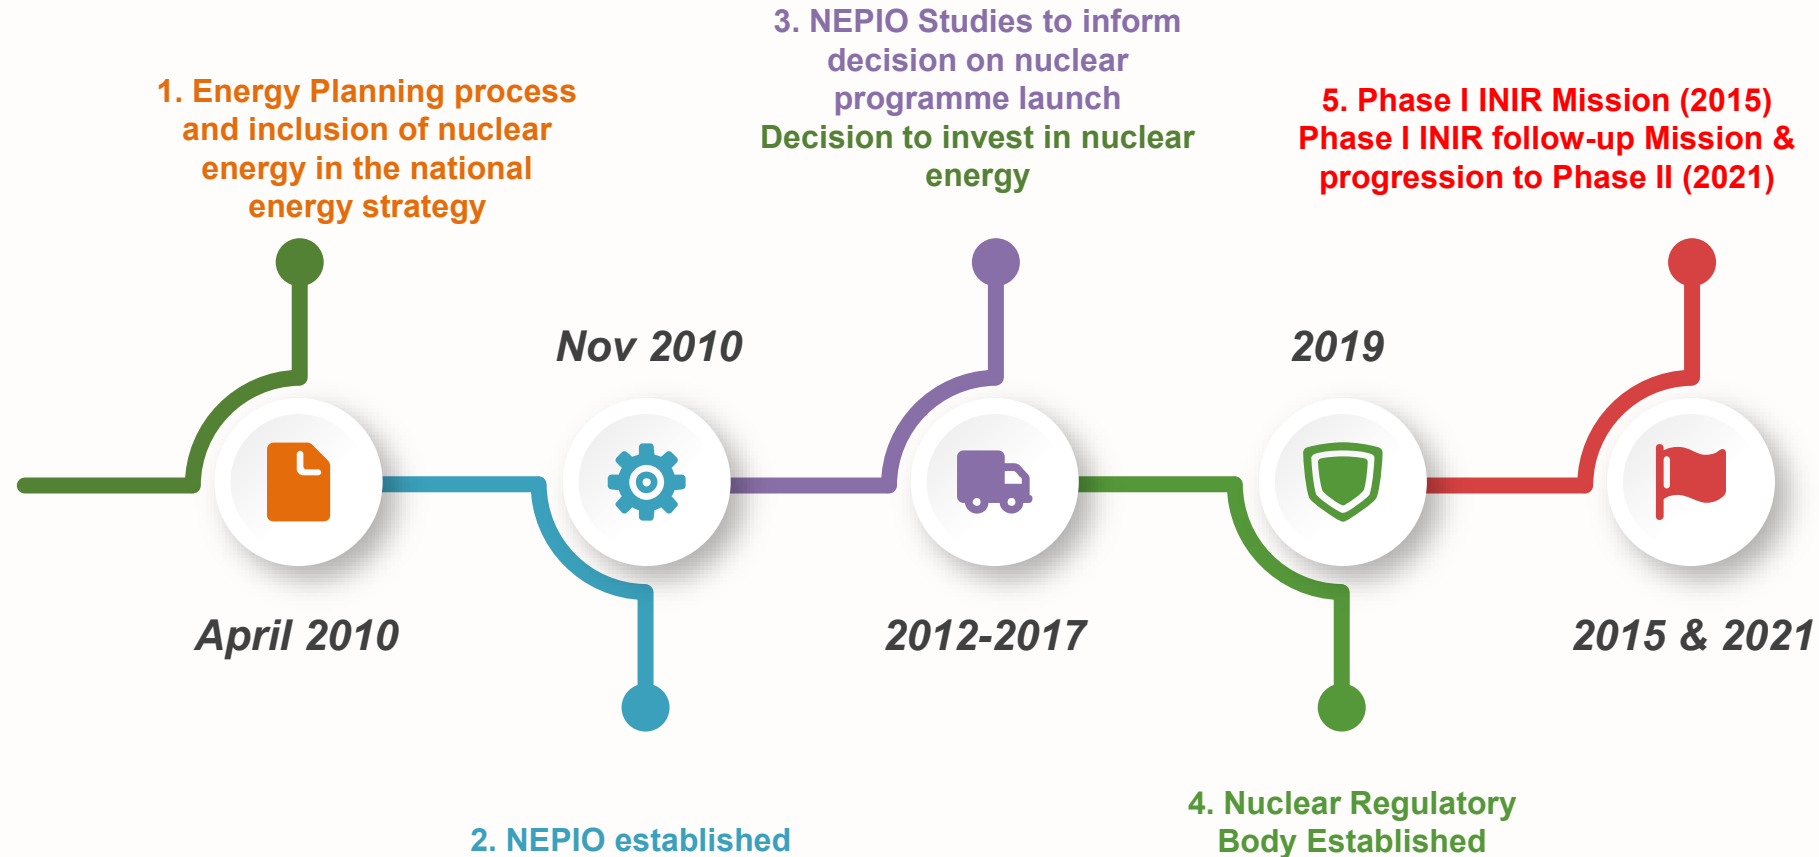 1. Energy Planning process
and inclusion of nuclear
energy in the national
energy strategy
April 2010
Nov 2010
2. NEPIO established
3. NEPIO Studies to inform
decision on nuclear
programme launch
Decision to invest in nuclear
energy
2012-2017
2019
4. Nuclear Regulatory
Body Established
5. Phase I INIR Mission (2015)
Phase I INIR follow-up Mission &
progression to Phase II (2021)
2015 & 2021